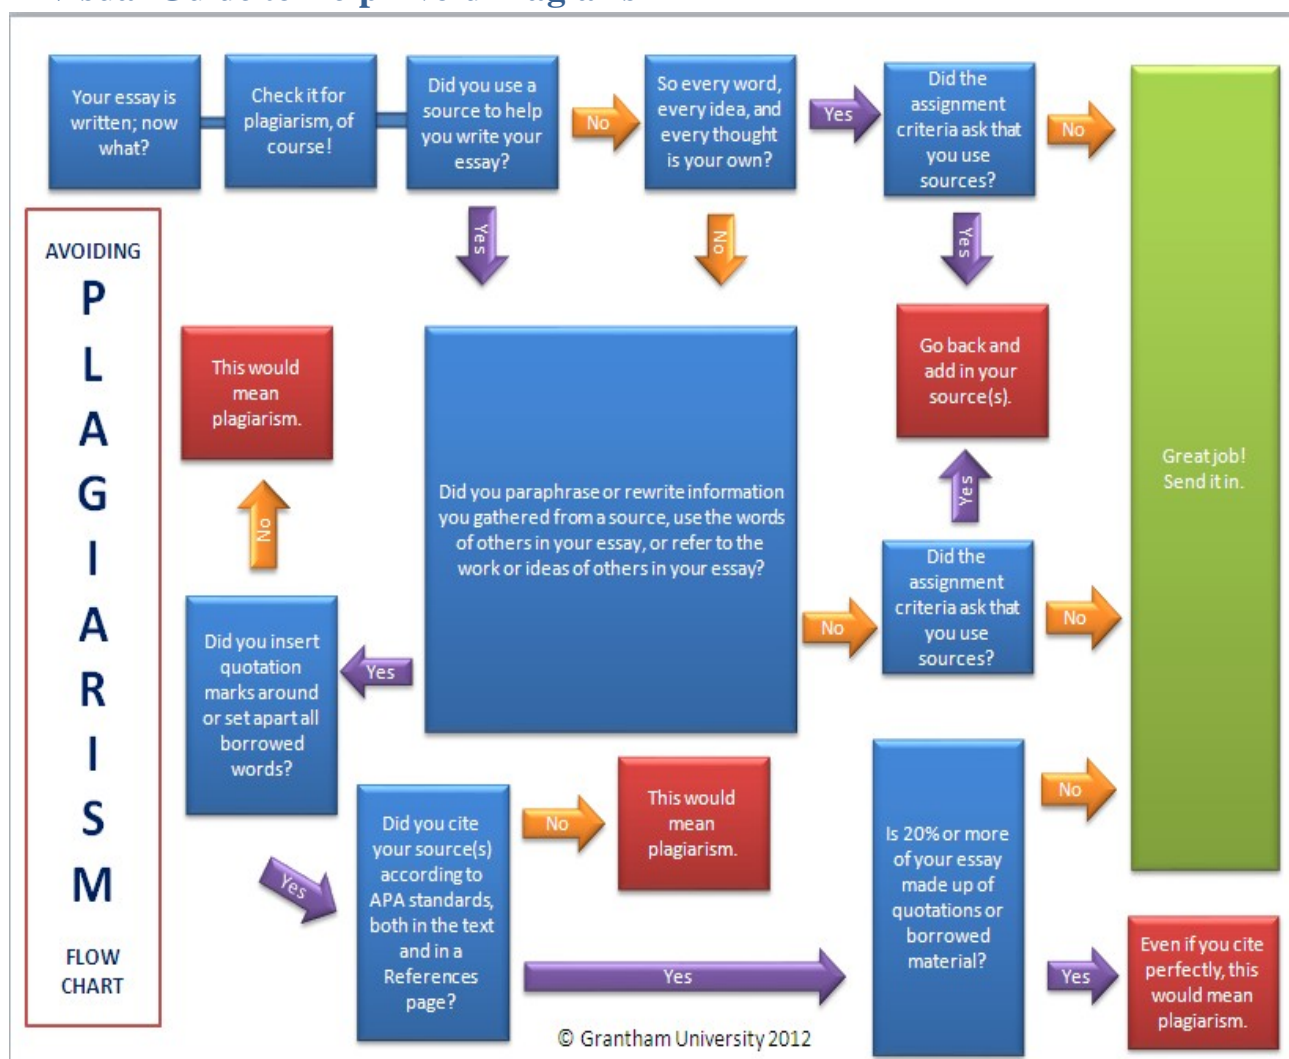 Your essay is
written; now
what?
Check it for
plagiarism, of
course!
Did you use a
source to help
you write your
essay?
No
So every word,
every idea, and
every thought
is your own?
Yes
Did the
assignment
criteria ask that
you use
sources?
No
Yes
No
Yes
AVOIDING
P
L
A
G
I
A
R
I
S
M
FLOW
CHART
This would
mean
plagiarism.
No
Did you paraphrase or rewrite information
you gathered from a source, use the words
of others in your essay, or refer to the
work or ideas of others in your essay?
Go back and
add in your
source(s).
Yes
Great job!
Send it in.
Did you insert
quotation
marks around
or set apart all
borrowed
words?
Yes
No
Did the
assignment
criteria ask that
you use
sources?
No
Yes
Did you cite
your source(s)
according to
APA standards,
both in the text
and in a
References
page?
No
This would
mean
plagiarism.
Yes
Is 20% or more
of your essay
made up of
quotations or
borrowed
material?
No
Yes
Even if you cite
perfectly, this
would mean
plagiarism.
© Grantham University 2012